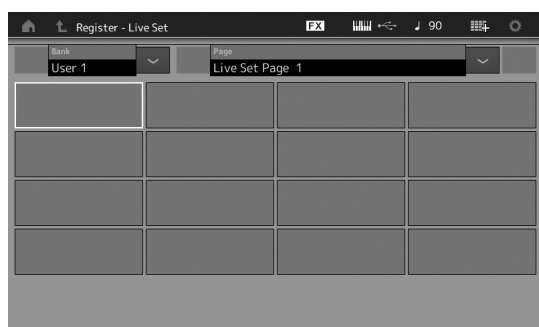 Register - Live Set FX 90
Bank Page
User 1 Live Set Page 1